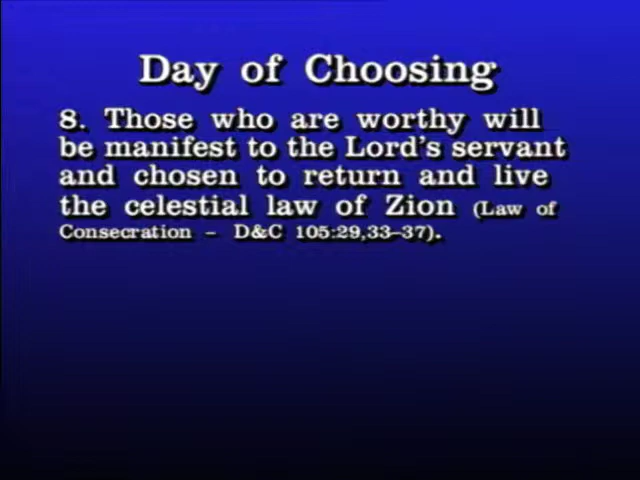 Day of Choosing
8. Those who are worthy will
be manifest to the Lord's servant
and chosen to return and live
the celestial law of Zion (Law of
Consecration – D&C 105:29,33–37).